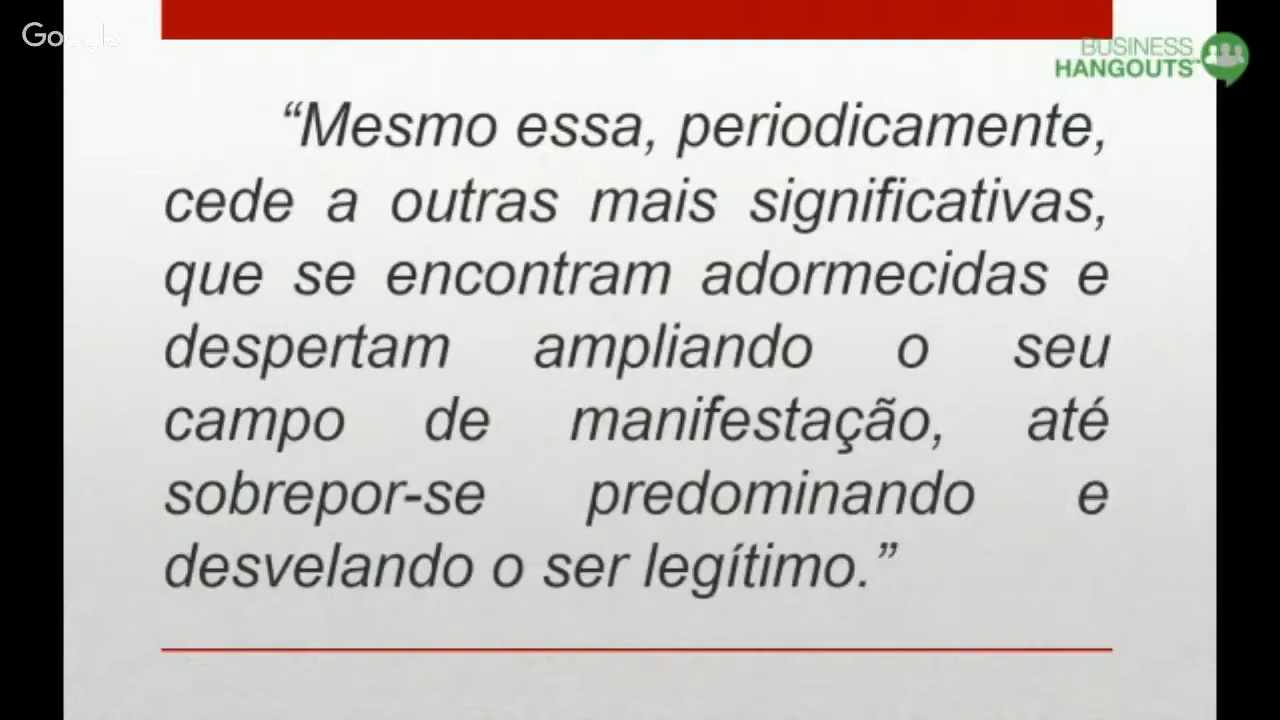 Google
BUSINESS
HANGOUTS
“Mesmo essa, periodicamente,
cede a outras mais significativas,
que se encontram adormecidas e
despertam ampliando o seu
campo de manifestação, até
sobrepor-se predominando e
desvelando o ser legítimo.”